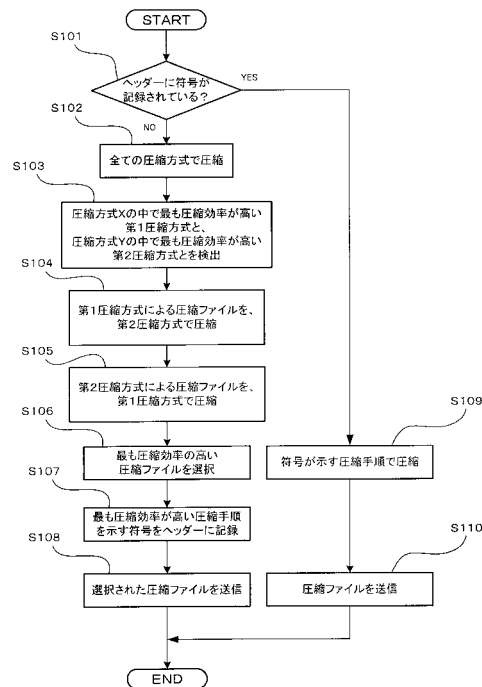 START
S101
ヘッダーに符号が
記録されている？
YES
NO
S102
全ての圧縮方式で圧縮
S103
圧縮方式Xの中で最も圧縮効率が高い
第1圧縮方式と、
圧縮方式Yの中で最も圧縮効率が高い
第2圧縮方式とを検出
S104
第1圧縮方式による圧縮ファイルを、
第2圧縮方式で圧縮
S105
第2圧縮方式による圧縮ファイルを、
第1圧縮方式で圧縮
S106
最も圧縮効率の高い
圧縮ファイルを選択
S109
符号が示す圧縮手順で圧縮
S107
最も圧縮効率が高い圧縮手順
を示す符号をヘッダーに記録
S108
選択された圧縮ファイルを送信
S110
圧縮ファイルを送信
END